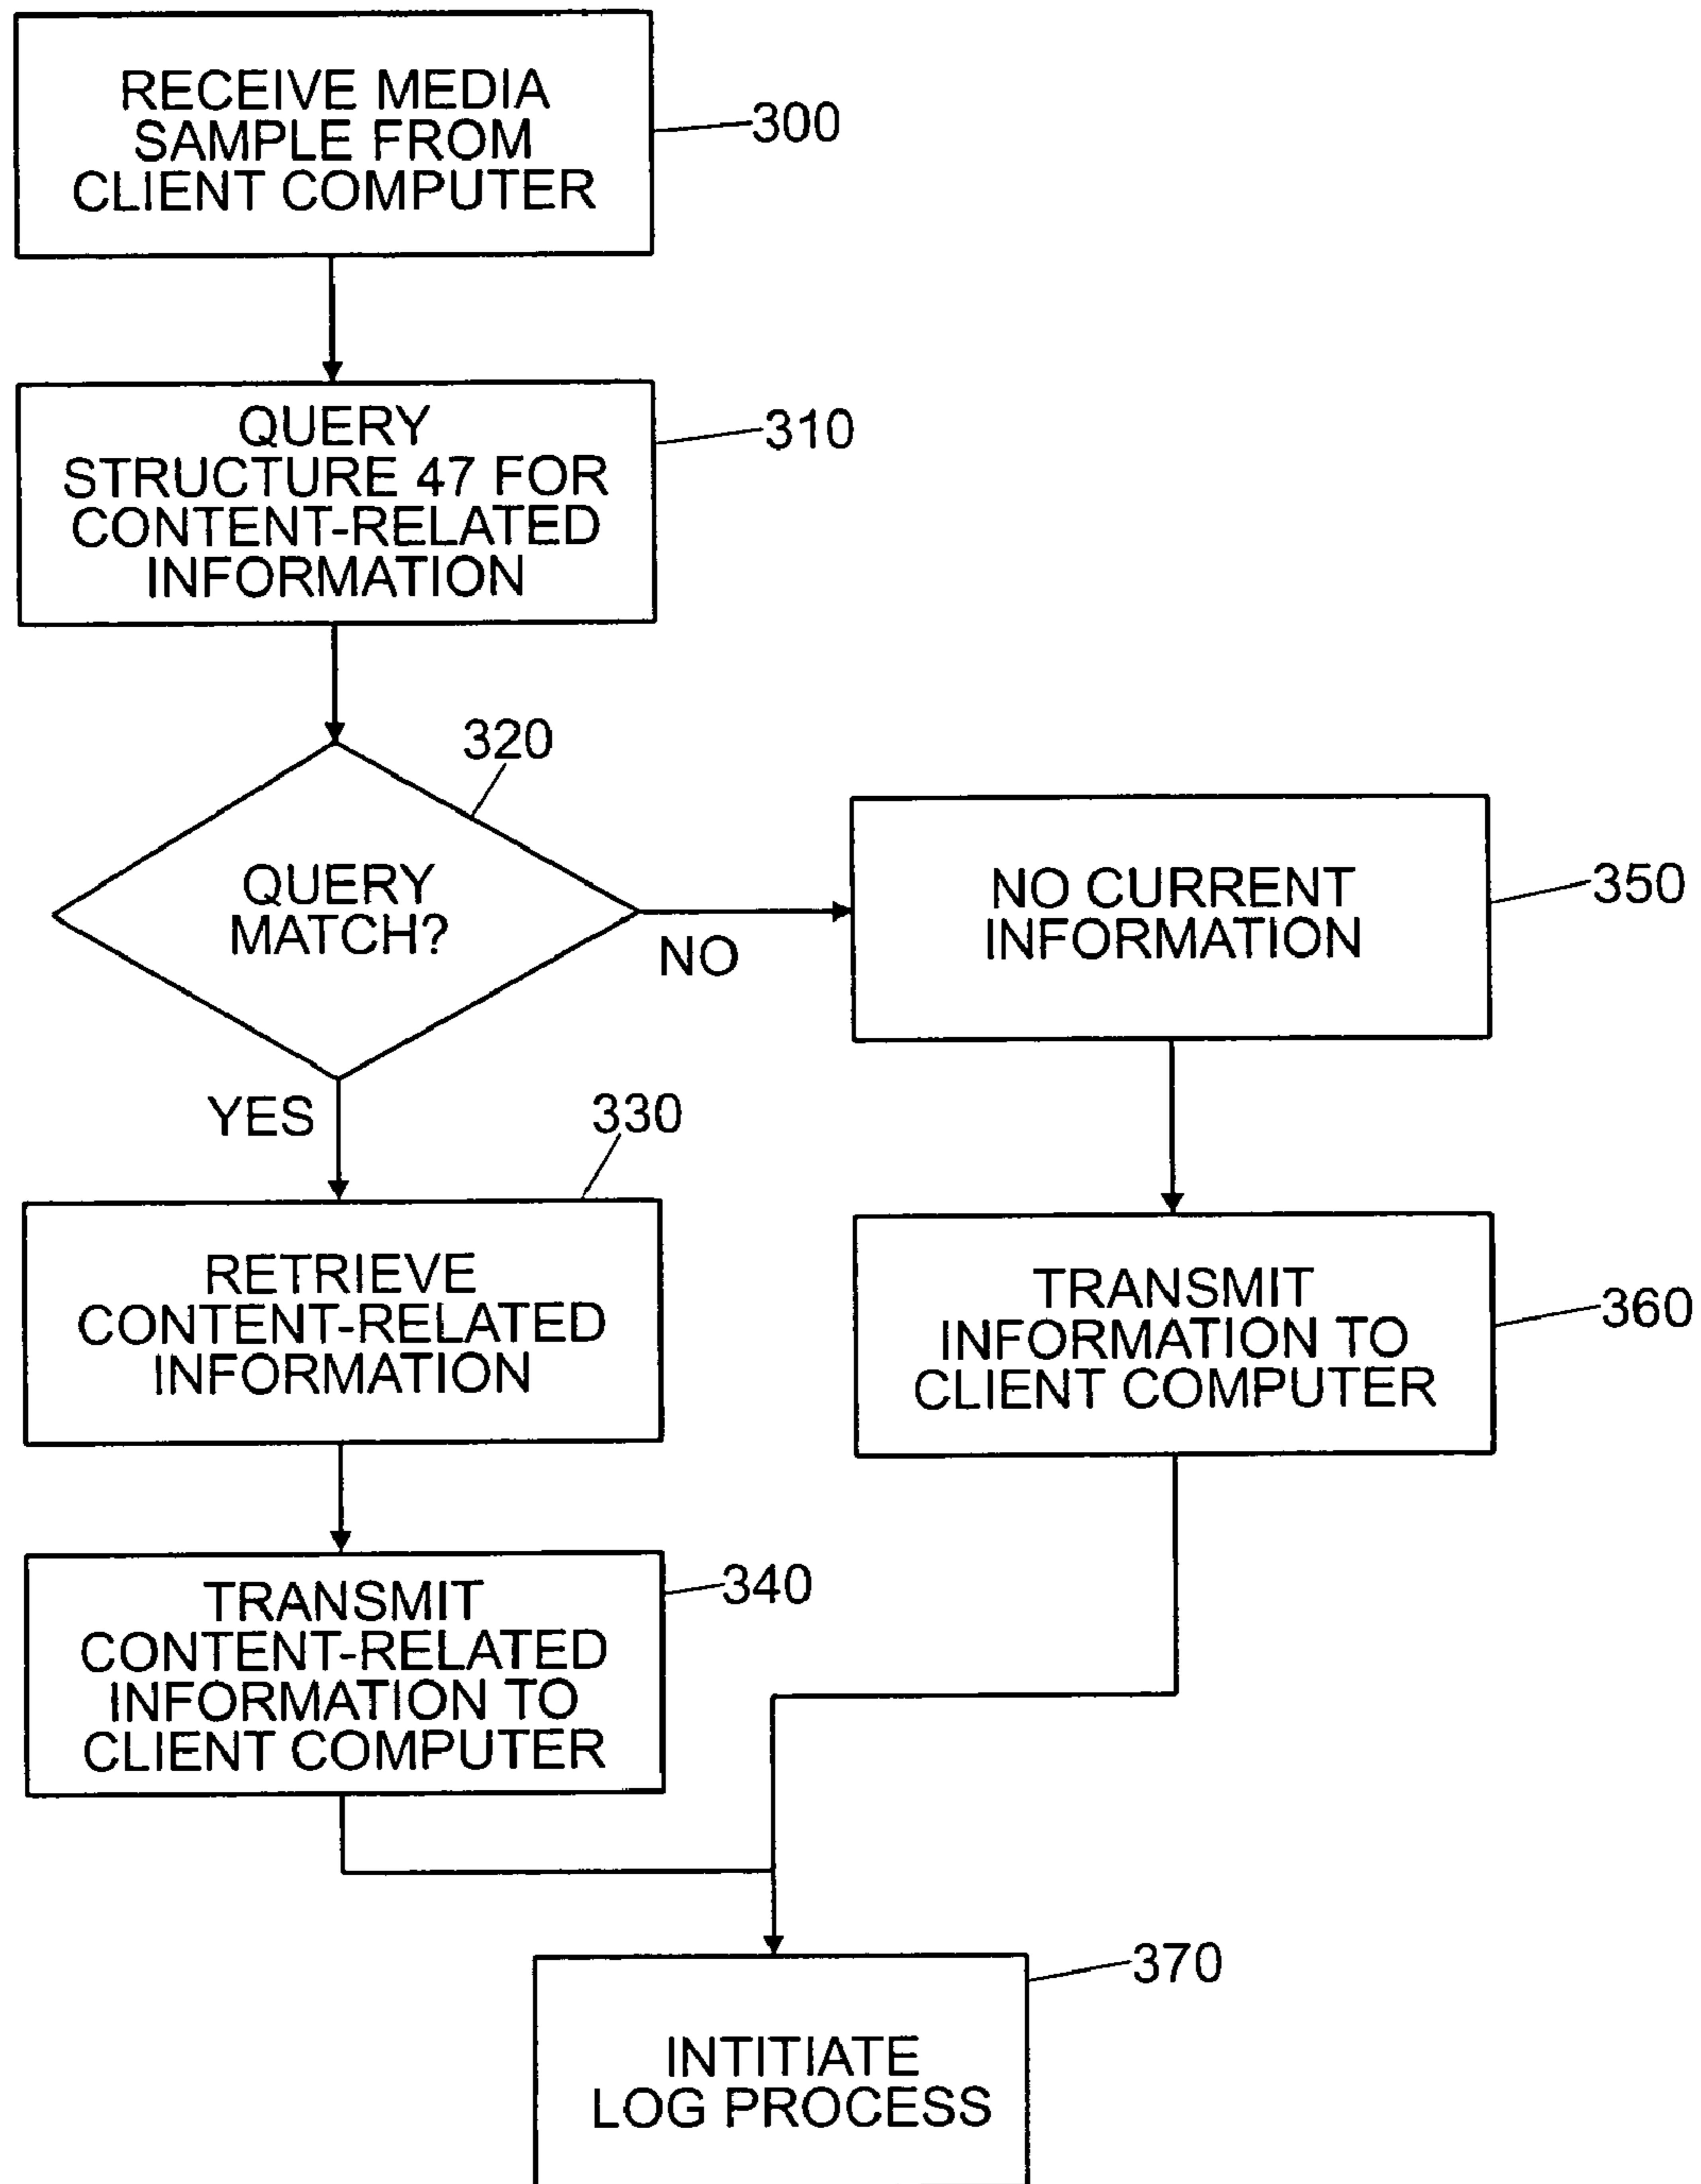 RECEIVE MEDIA
SAMPLE FROM
CLIENT COMPUTER
300
QUERY
STRUCTURE 47 FOR
CONTENT-RELATED
INFORMATION
310
320
QUERY
MATCH?
NO
YES
NO CURRENT
INFORMATION
350
330
RETRIEVE
CONTENT-RELATED
INFORMATION
TRANSMIT
INFORMATION TO
CLIENT COMPUTER
360
TRANSMIT
CONTENT-RELATED
INFORMATION TO
CLIENT COMPUTER
340
INTITIATE
LOG PROCESS
370